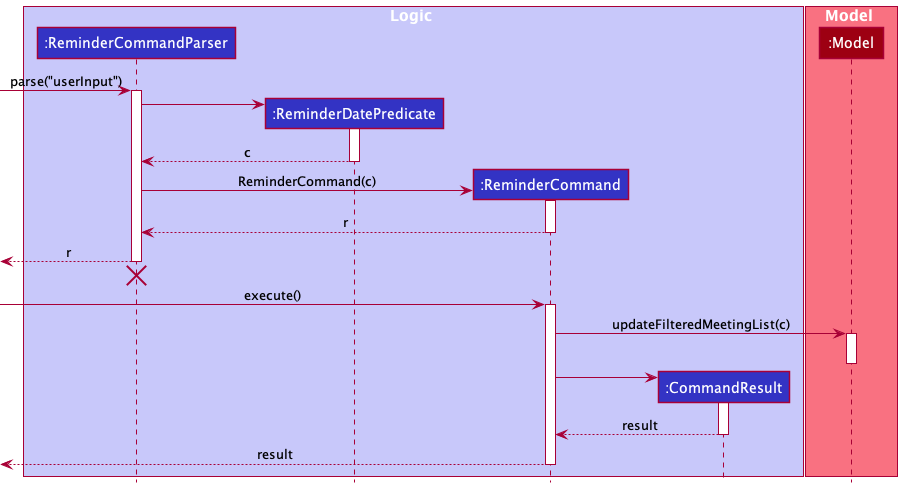 Logic
Model
:ReminderCommandParser
:Model
parse("userInput")
:ReminderDatePredicate
c
ReminderCommand(c)
:ReminderCommand
r
r
execute()
updateFilteredMeetingList(c)
:CommandResult
result
result